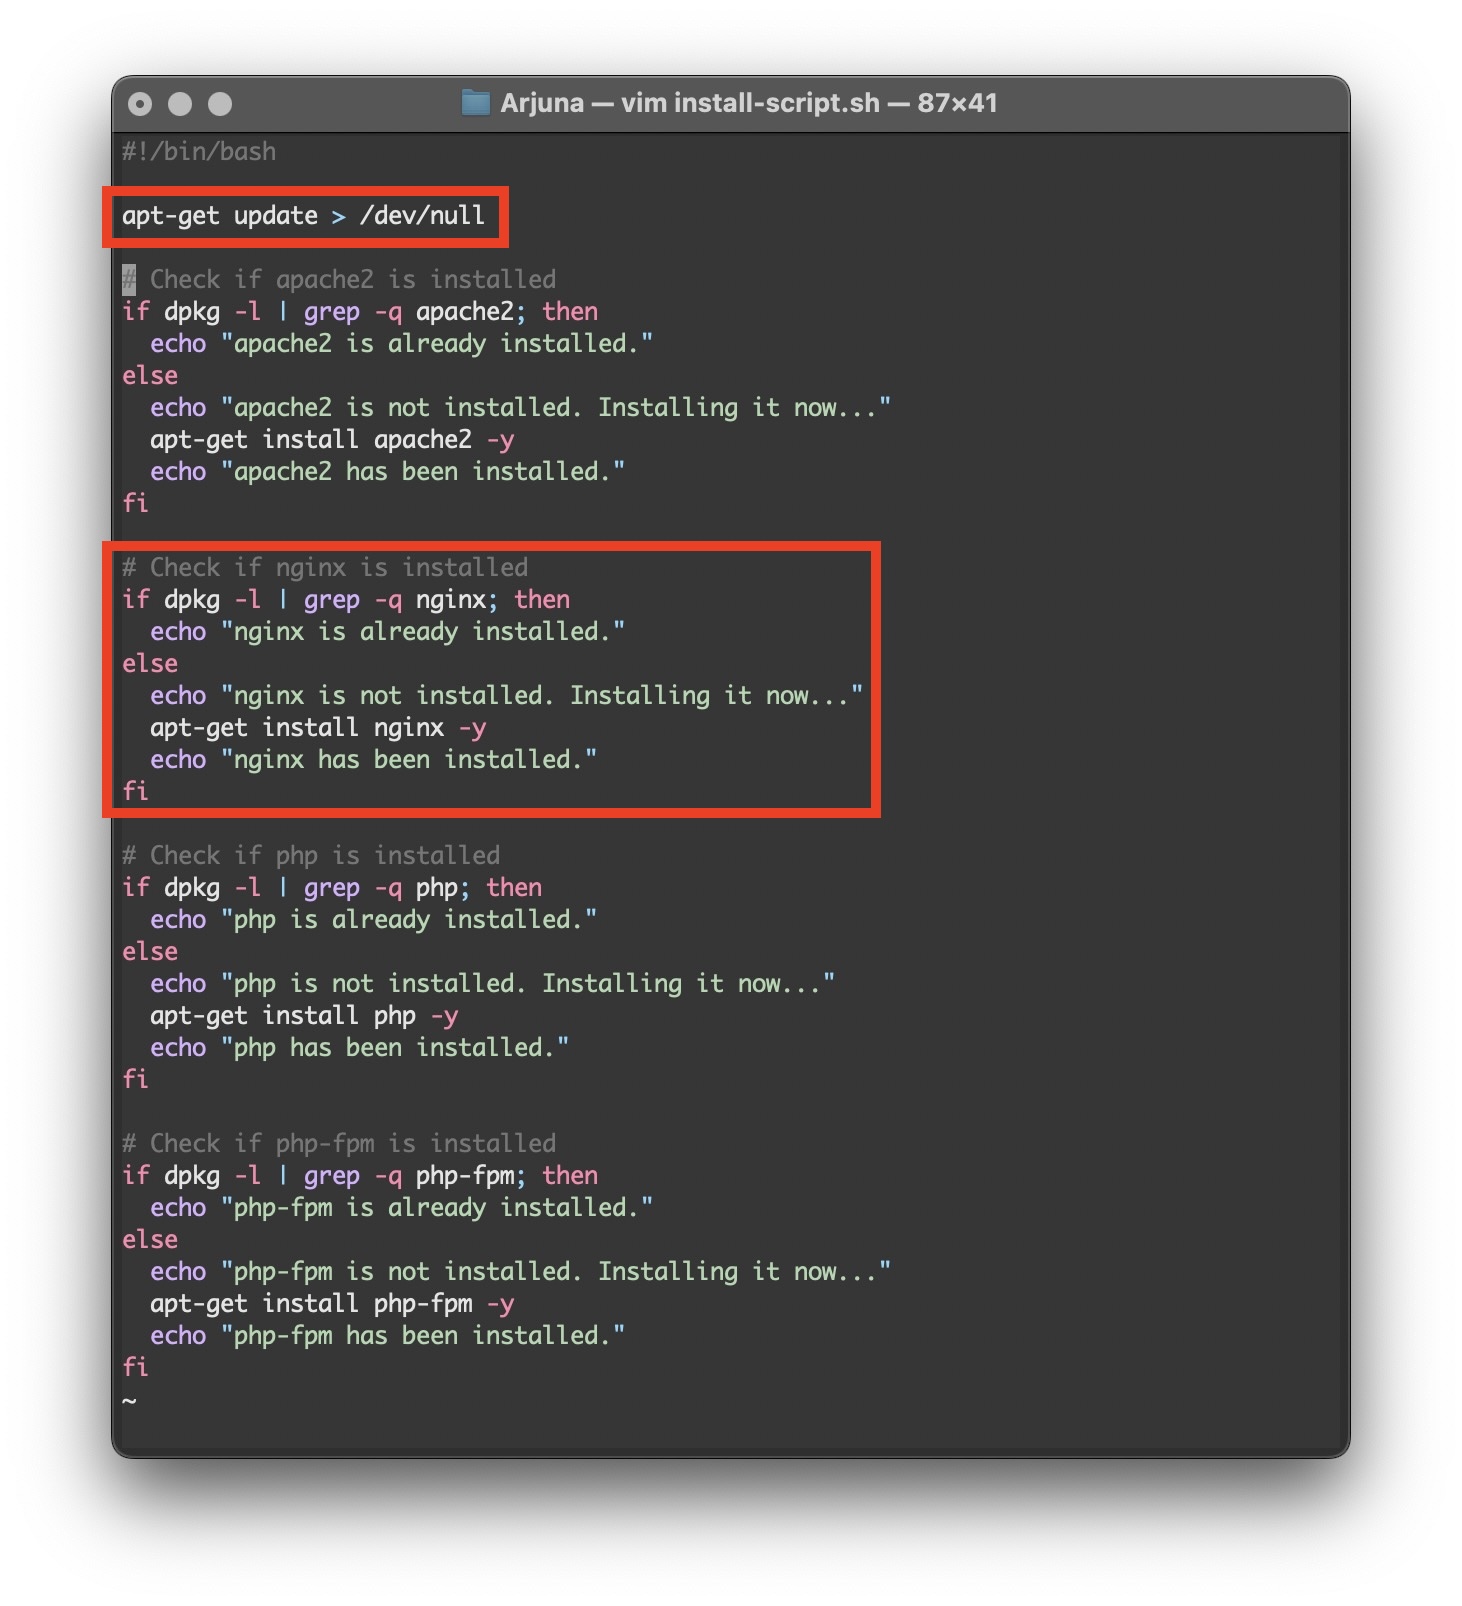 Arjuna — vim install-script.sh — 87×41
#!/bin/bash
apt-get update > /dev/null
# Check if apache2 is installed
if dpkg -l | grep -q apache2; then
  echo "apache2 is already installed."
else
  echo "apache2 is not installed. Installing it now..."
  apt-get install apache2 -y
  echo "apache2 has been installed."
fi
# Check if nginx is installed
if dpkg -l | grep -q nginx; then
  echo "nginx is already installed."
else
  echo "nginx is not installed. Installing it now..."
  apt-get install nginx -y
  echo "nginx has been installed."
fi
# Check if php is installed
if dpkg -l | grep -q php; then
  echo "php is already installed."
else
  echo "php is not installed. Installing it now..."
  apt-get install php -y
  echo "php has been installed."
fi
# Check if php-fpm is installed
if dpkg -l | grep -q php-fpm; then
  echo "php-fpm is already installed."
else
  echo "php-fpm is not installed. Installing it now..."
  apt-get install php-fpm -y
  echo "php-fpm has been installed."
fi
~